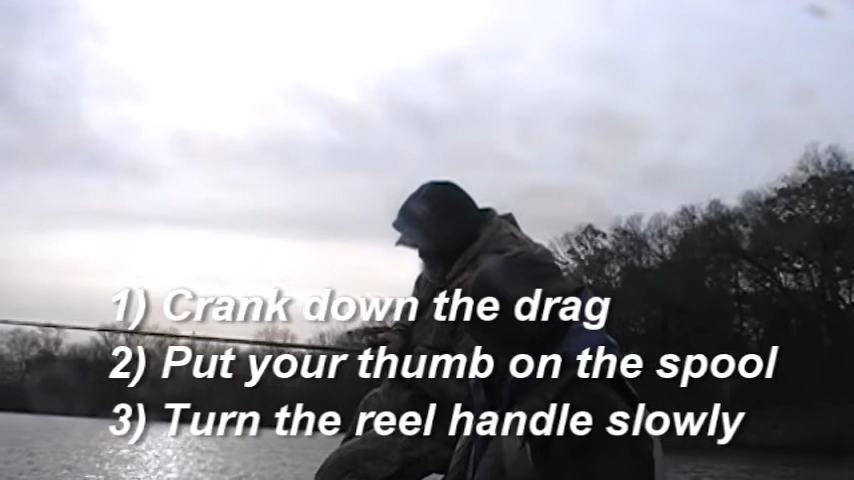 1) Crank down the drag
2) Put your thumb on the spool
3) Turn the reel handle slowly